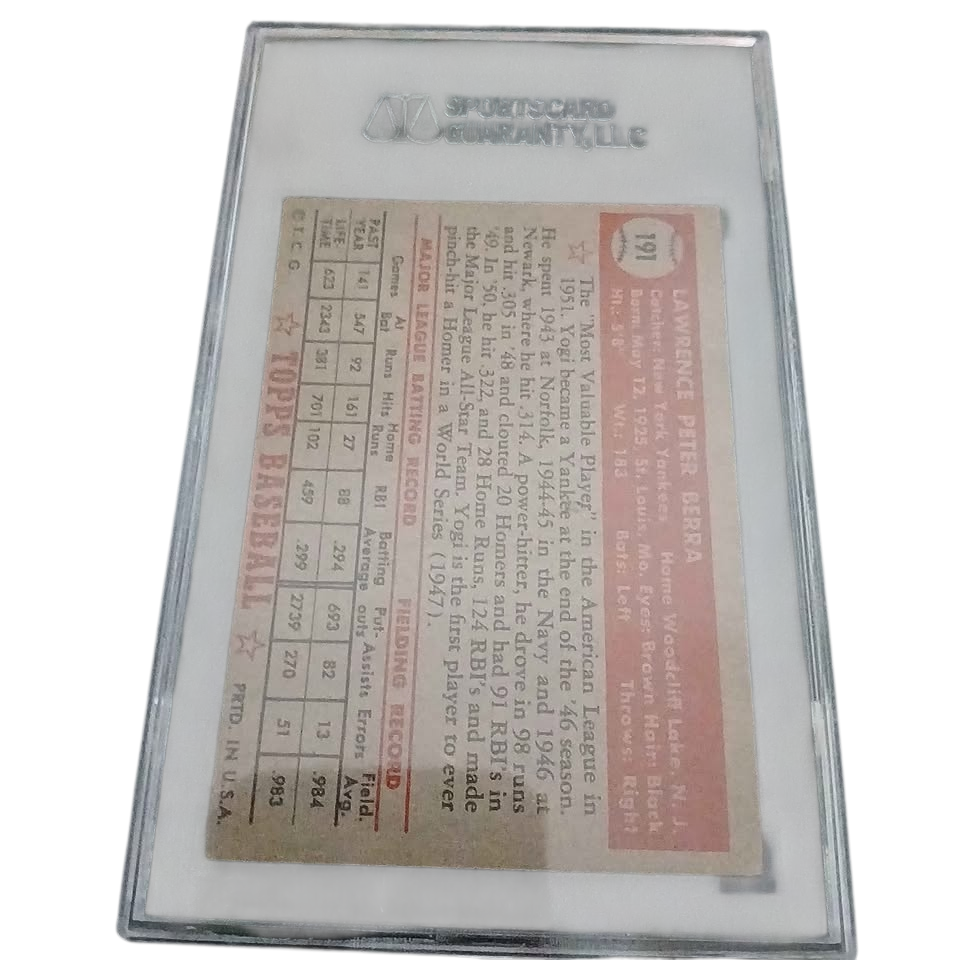 SPORTSCARD
GUARANTY, LLC
191
LAWRENCE PETER BERRA
Catcher: New York Yankees Home Woodcliff Lake, N. J.
Born: May 12, 1925, St. Louis, Mo. Eyes: Brown Hair: Black
Ht.: 5'8" Wt.: 183 Bats: Left Throws: Right
The "Most Valuable Player" in the American League in
1951. Yogi became a Yankee at the end of the '46 season.
He spent 1943 at Norfolk, 1944-45 in the Navy and 1946 at
Newark, where he hit .314. A power-hitter, he drove in 98 runs
and hit .305 in '48 and clouted 20 Homers and had 91 RBI's in
'49. In '50, he hit .322, and 28 Home Runs, 124 RBI's and made
the Major League All-Star Team. Yogi is the first player to ever
pinch-hit a Homer in a World Series (1947).
MAJOR LEAGUE BATTING RECORD FIELDING RECORD
Games At Bat Runs Hits Home Runs RBI Batting Average Put-outs Assists Errors Field. Avg.
PAST YEAR 141 547 92 161 27 88 .294 693 82 13 .984
LIFE-TIME 623 2343 381 701 102 459 .299 2739 270 51 .983
© T. C. G. TOPPS BASEBALL PRTD. IN U.S.A.